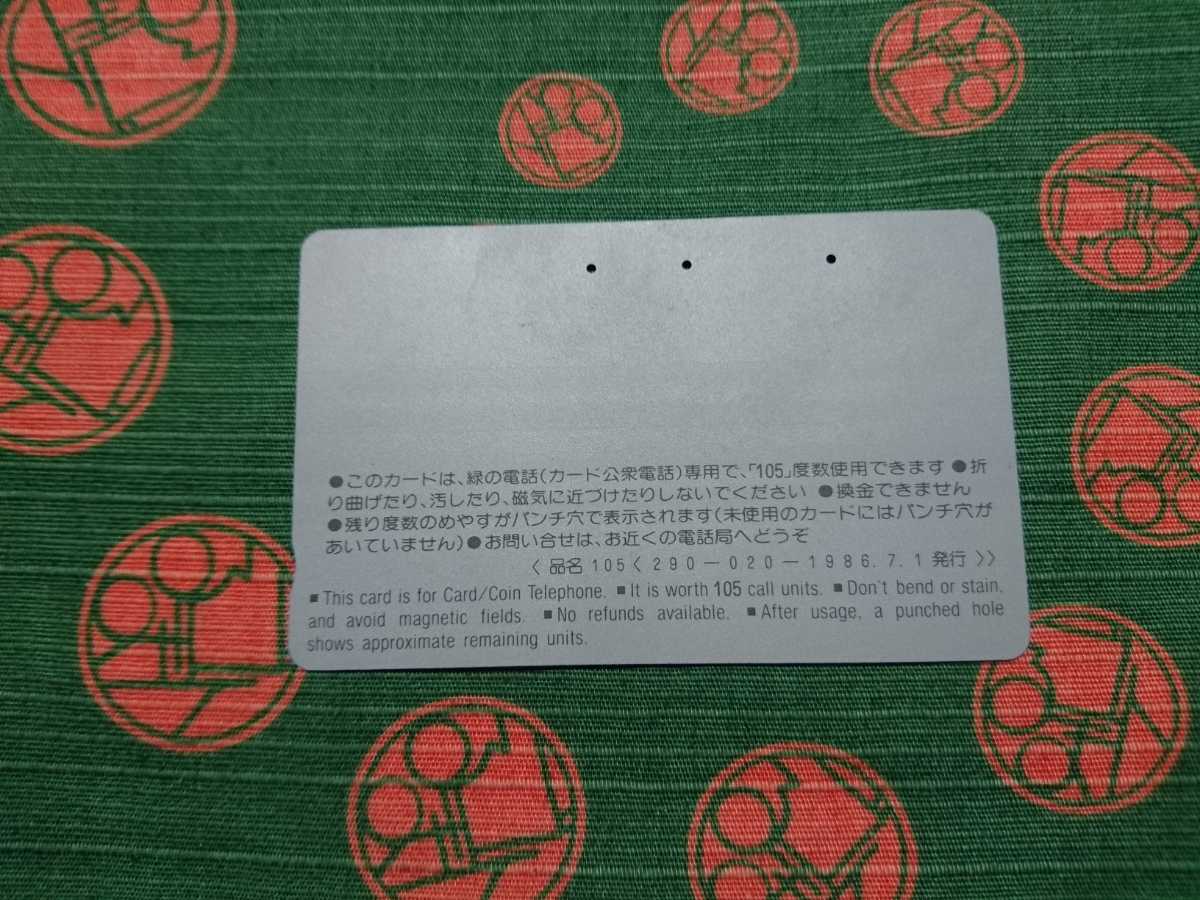 ●このカードは、緑の電話(カード公衆電話)専用で、「105」度数使用できます ●折
り曲げたり、汚したり、磁気に近づけたりしないでください ●換金できません
●残り度数のめやすがパンチ穴で表示されます(未使用のカードにはパンチ穴が
あいていません)●お問い合せは、お近くの電話局へどうぞ
〈 品名 105〈 290－020－1986.7.1 発行 〉〉
■ This card is for Card/Coin Telephone. ■ It is worth 105 call units. ■ Don't bend or stain,
and avoid magnetic fields. ■ No refunds available. ■ After usage, a punched hole
shows approximate remaining units.